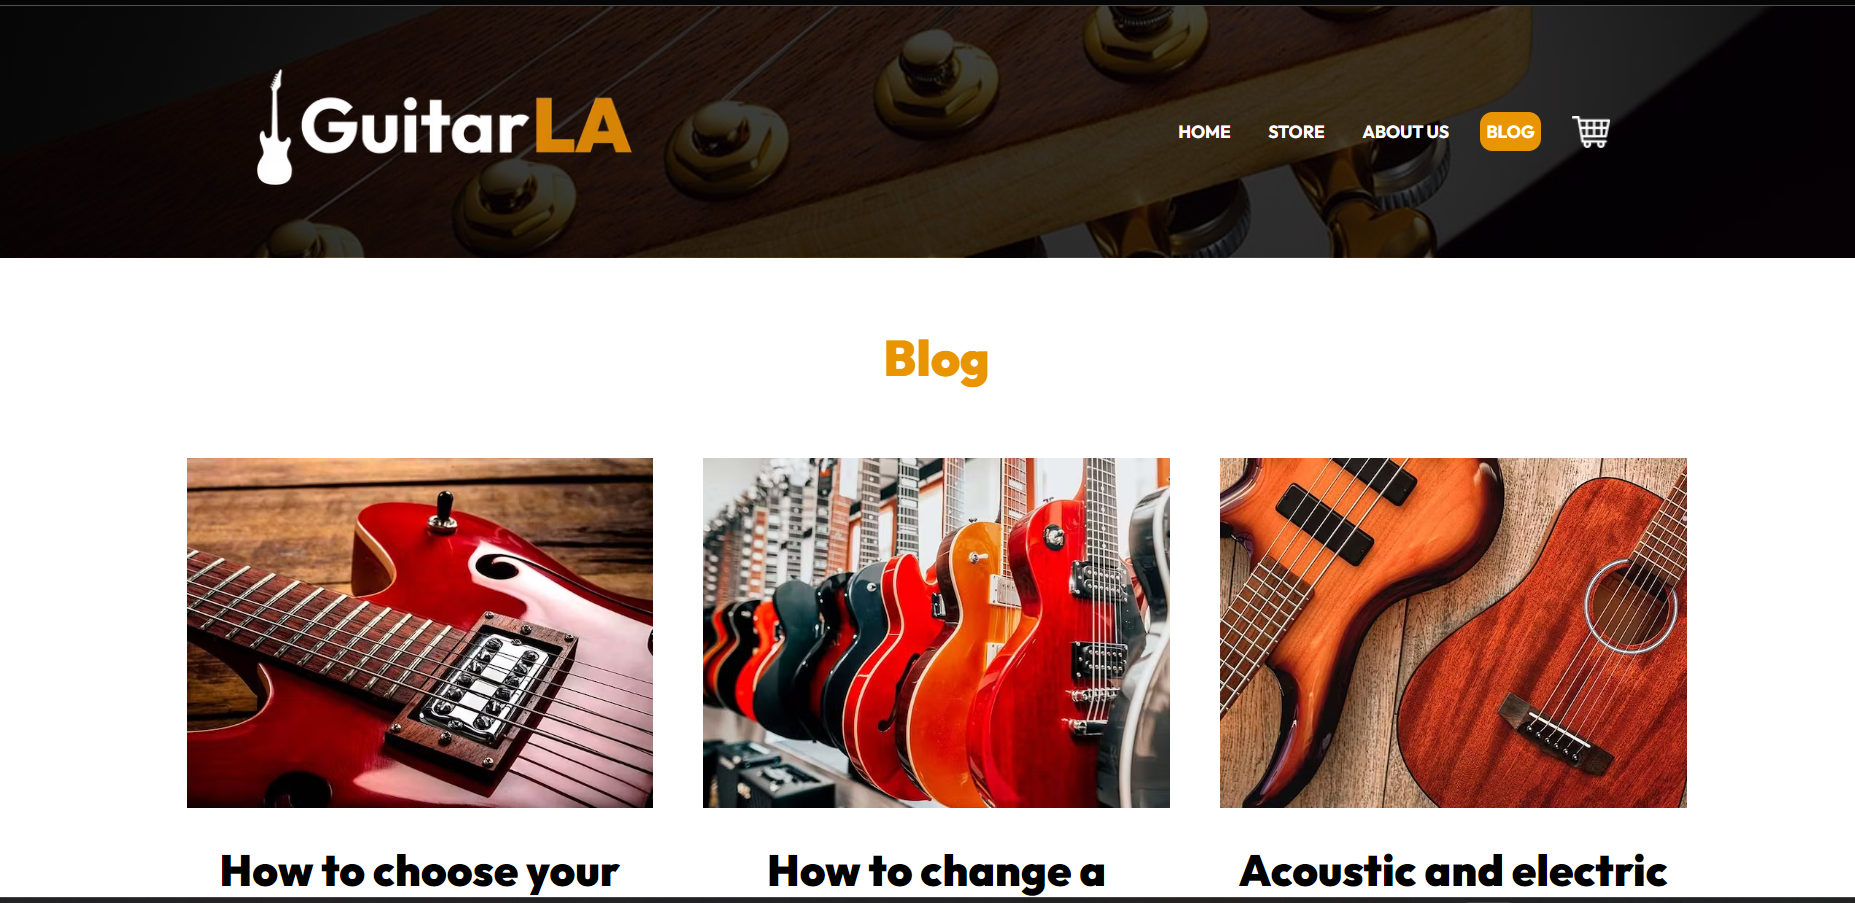 GuitarLA
HOME STORE ABOUT US BLOG
Blog
How to choose your
How to change a
Acoustic and electric